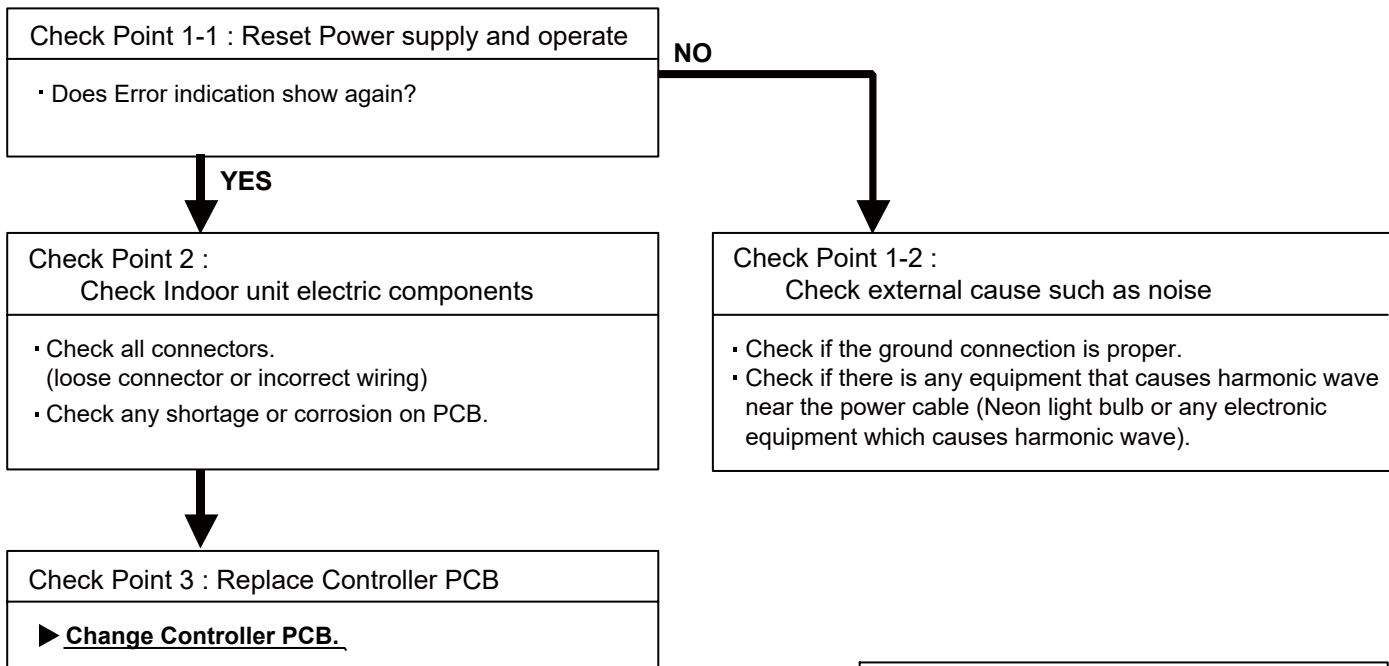 Check Point 1-1 : Reset Power supply and operate
・Does Error indication show again?
NO
YES
Check Point 2 :
Check Indoor unit electric components
・Check all connectors.
(loose connector or incorrect wiring)
・Check any shortage or corrosion on PCB.
Check Point 1-2 :
Check external cause such as noise
・Check if the ground connection is proper.
・Check if there is any equipment that causes harmonic wave
near the power cable (Neon light bulb or any electronic
equipment which causes harmonic wave).
Check Point 3 : Replace Controller PCB
▶ Change Controller PCB.